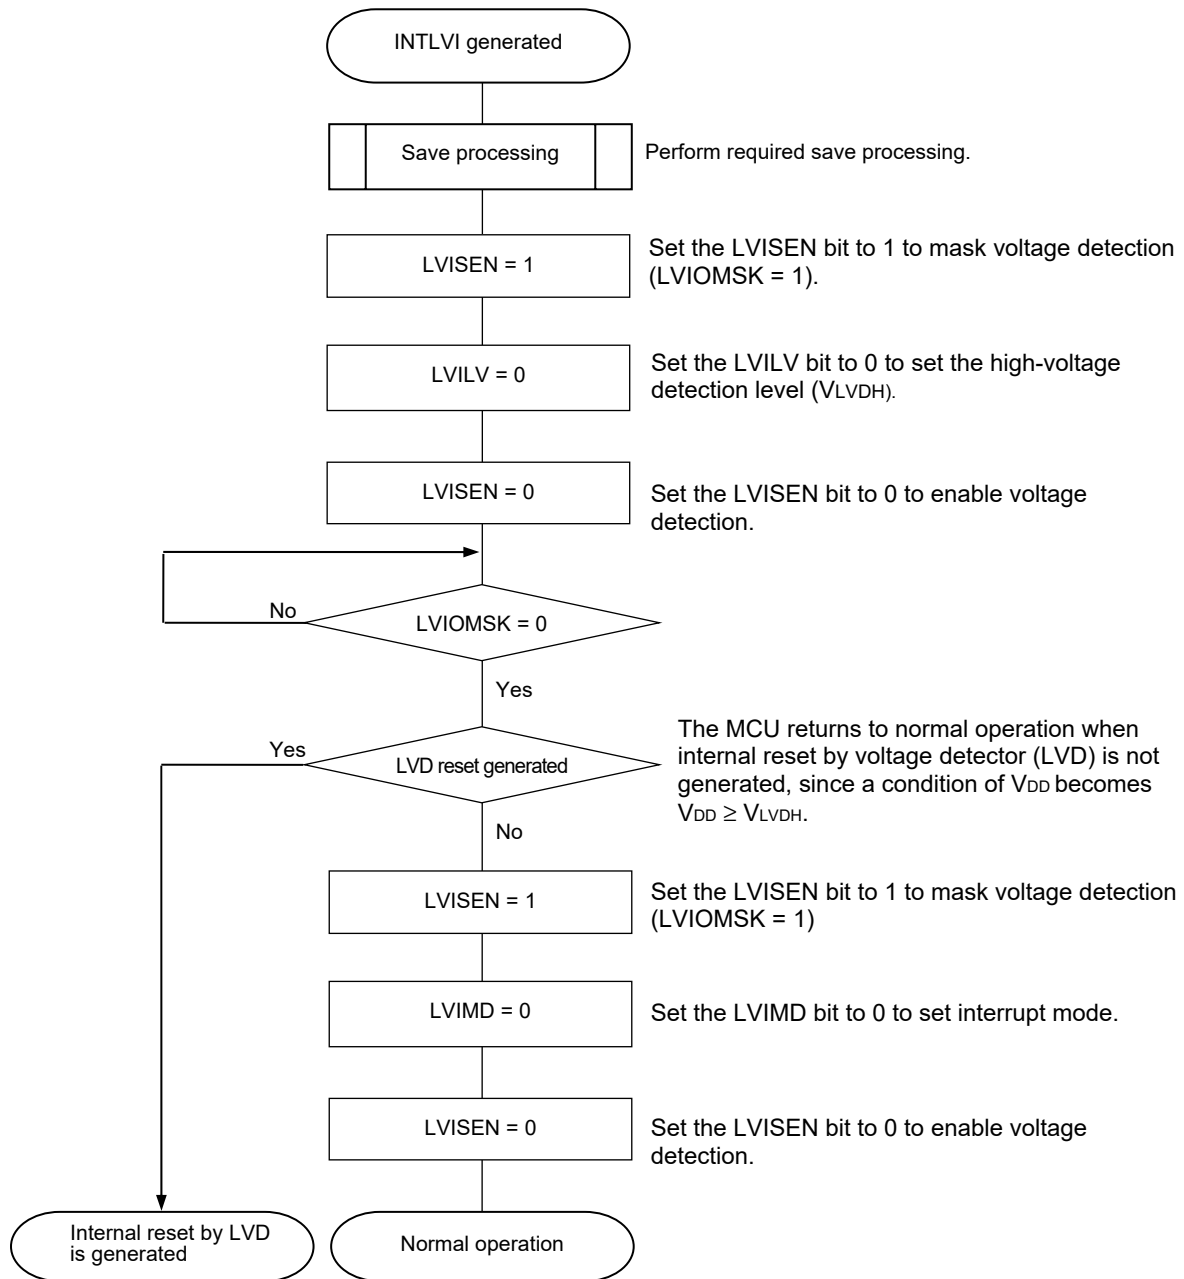 INTLVI generated
Save processing
Perform required save processing.
LVISEN = 1
Set the LVISEN bit to 1 to mask voltage detection
(LVIOMSK = 1).
LVILV = 0
Set the LVILV bit to 0 to set the high-voltage
detection level (VLVDH).
LVISEN = 0
Set the LVISEN bit to 0 to enable voltage
detection.
No
LVIOMSK = 0
Yes
Yes
LVD reset generated
The MCU returns to normal operation when
internal reset by voltage detector (LVD) is not
generated, since a condition of VDD becomes
VDD ≥ VLVDH.
No
LVISEN = 1
Set the LVISEN bit to 1 to mask voltage detection
(LVIOMSK = 1)
LVIMD = 0
Set the LVIMD bit to 0 to set interrupt mode.
LVISEN = 0
Set the LVISEN bit to 0 to enable voltage
detection.
Internal reset by LVD
is generated
Normal operation